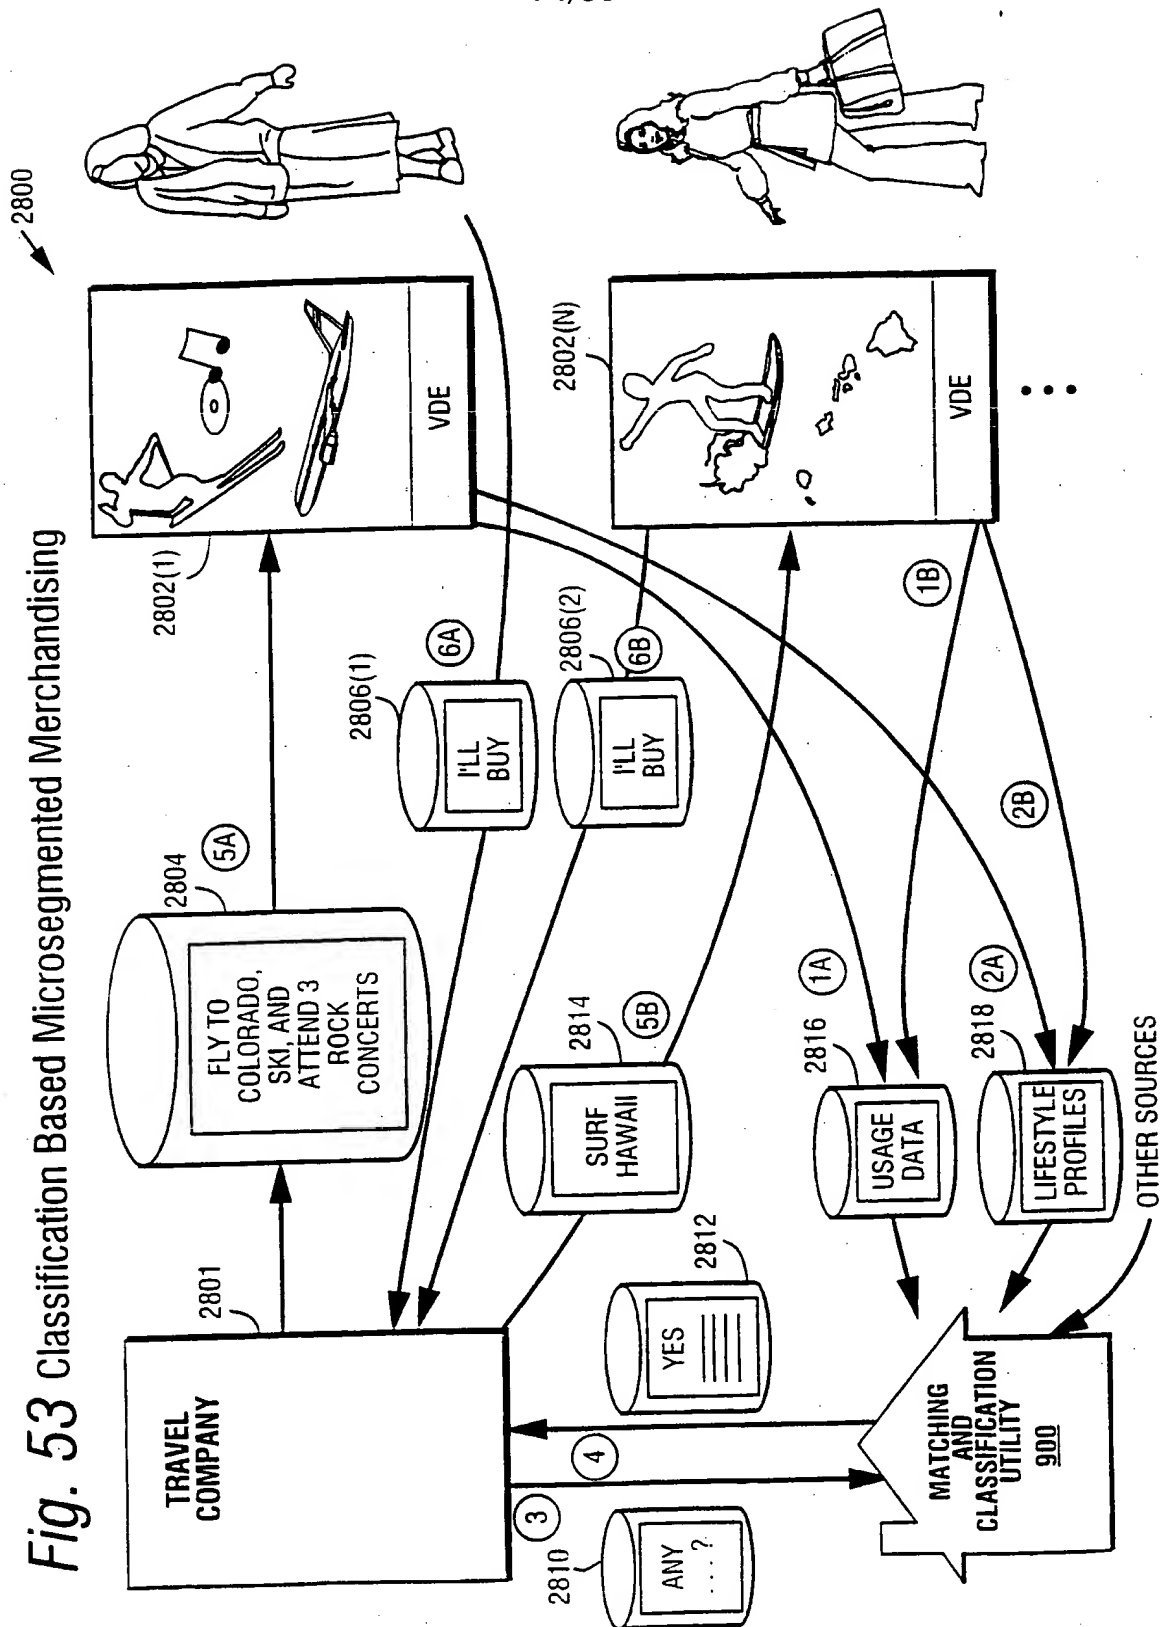 Fig. 53 Classification Based Microsegmented Merchandising
2800
TRAVEL
COMPANY
2801
FLY TO
COLORADO,
SKI, AND
ATTEND 3
ROCK
CONCERTS
2804
5A
2802(1)
VDE
2806(1)
6A
I'LL
BUY
2806(2)
6B
I'LL
BUY
2802(N)
VDE
SURF
HAWAII
2814
5B
1B
2B
1A
2A
2816
USAGE
DATA
2818
LIFESTYLE
PROFILES
OTHER SOURCES
2812
YES
3
4
2810
ANY
. . . ?
MATCHING
AND
CLASSIFICATION
UTILITY
900